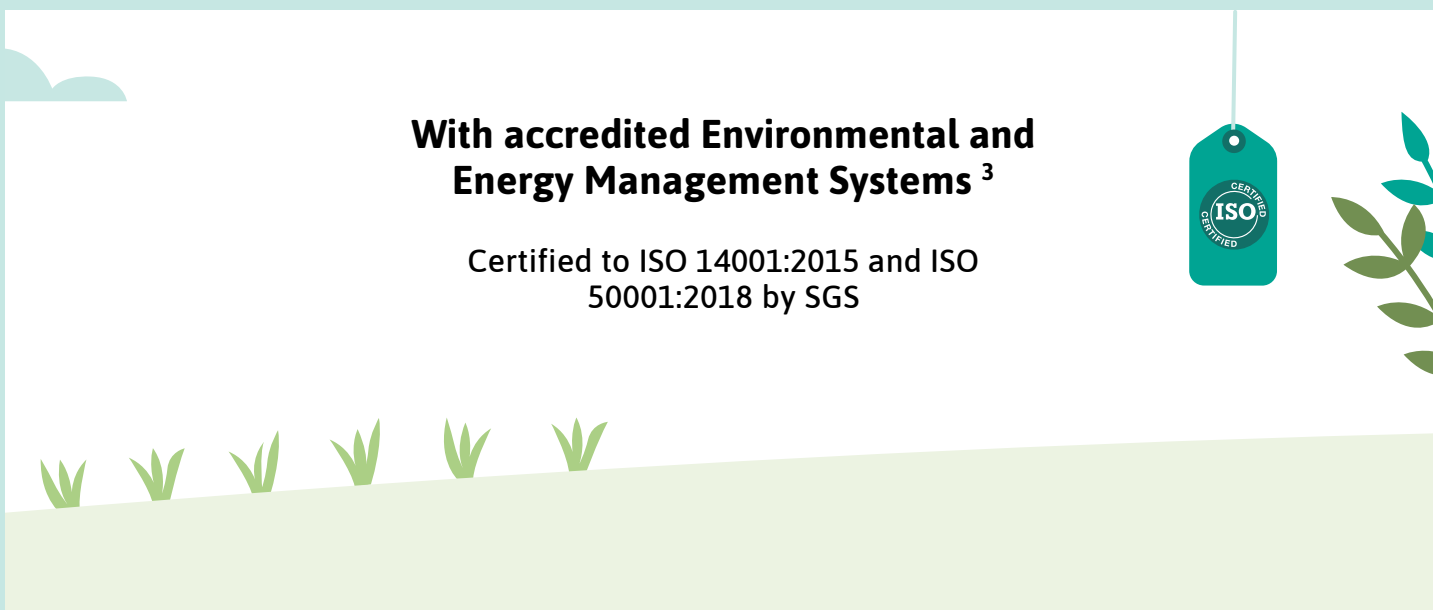 With accredited Environmental and
Energy Management Systems ³
Certified to ISO 14001:2015 and ISO
50001:2018 by SGS
CERTIFIED
ISO
CERTIFIED